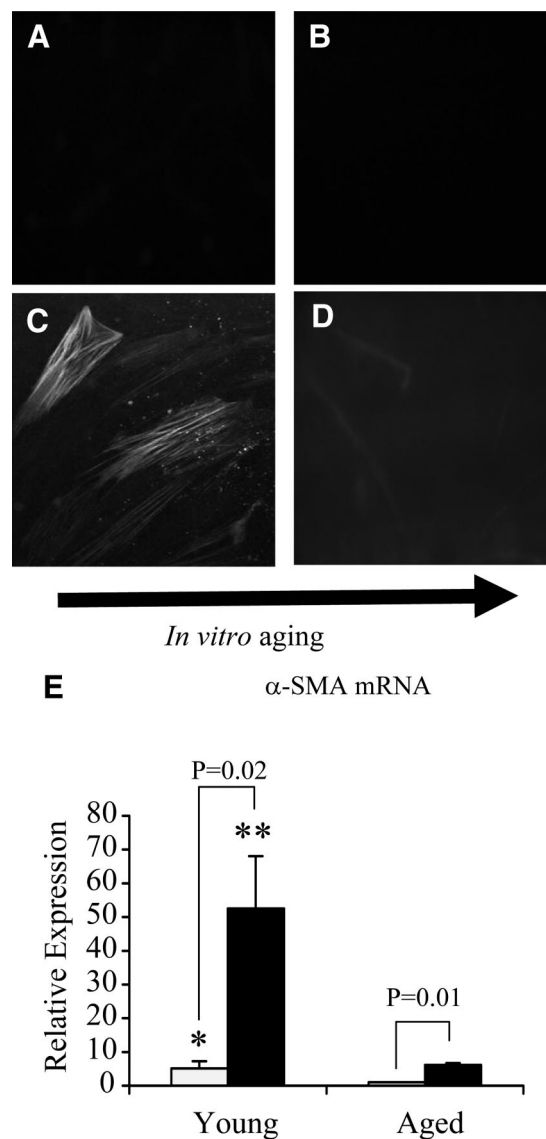 A
B
C
D
In vitro aging
E
α-SMA mRNA
P=0.02
80
70
60
50
40
30
20
10
0
Relative Expression
*
**
P=0.01
Young
Aged